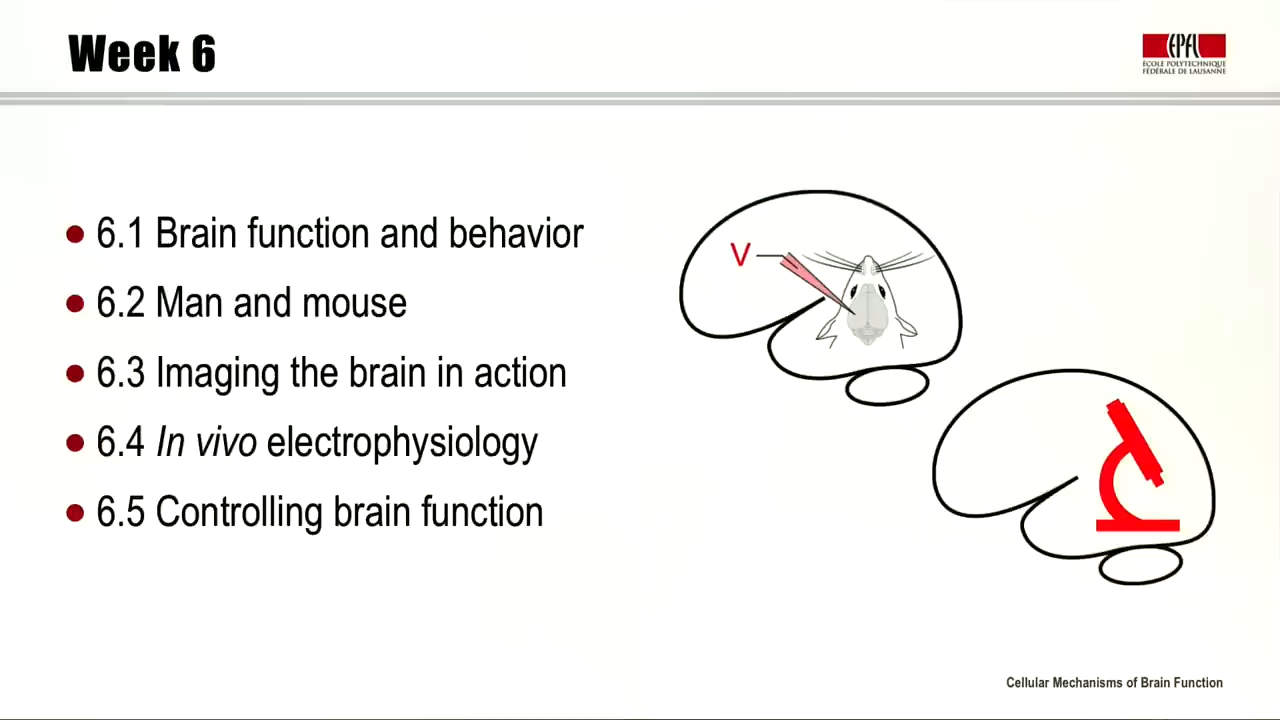 Week 6
EPFL
ÉCOLE POLYTECHNIQUE
FÉDÉRALE DE LAUSANNE
6.1 Brain function and behavior
6.2 Man and mouse
6.3 Imaging the brain in action
6.4 In vivo electrophysiology
6.5 Controlling brain function
V
Cellular Mechanisms of Brain Function